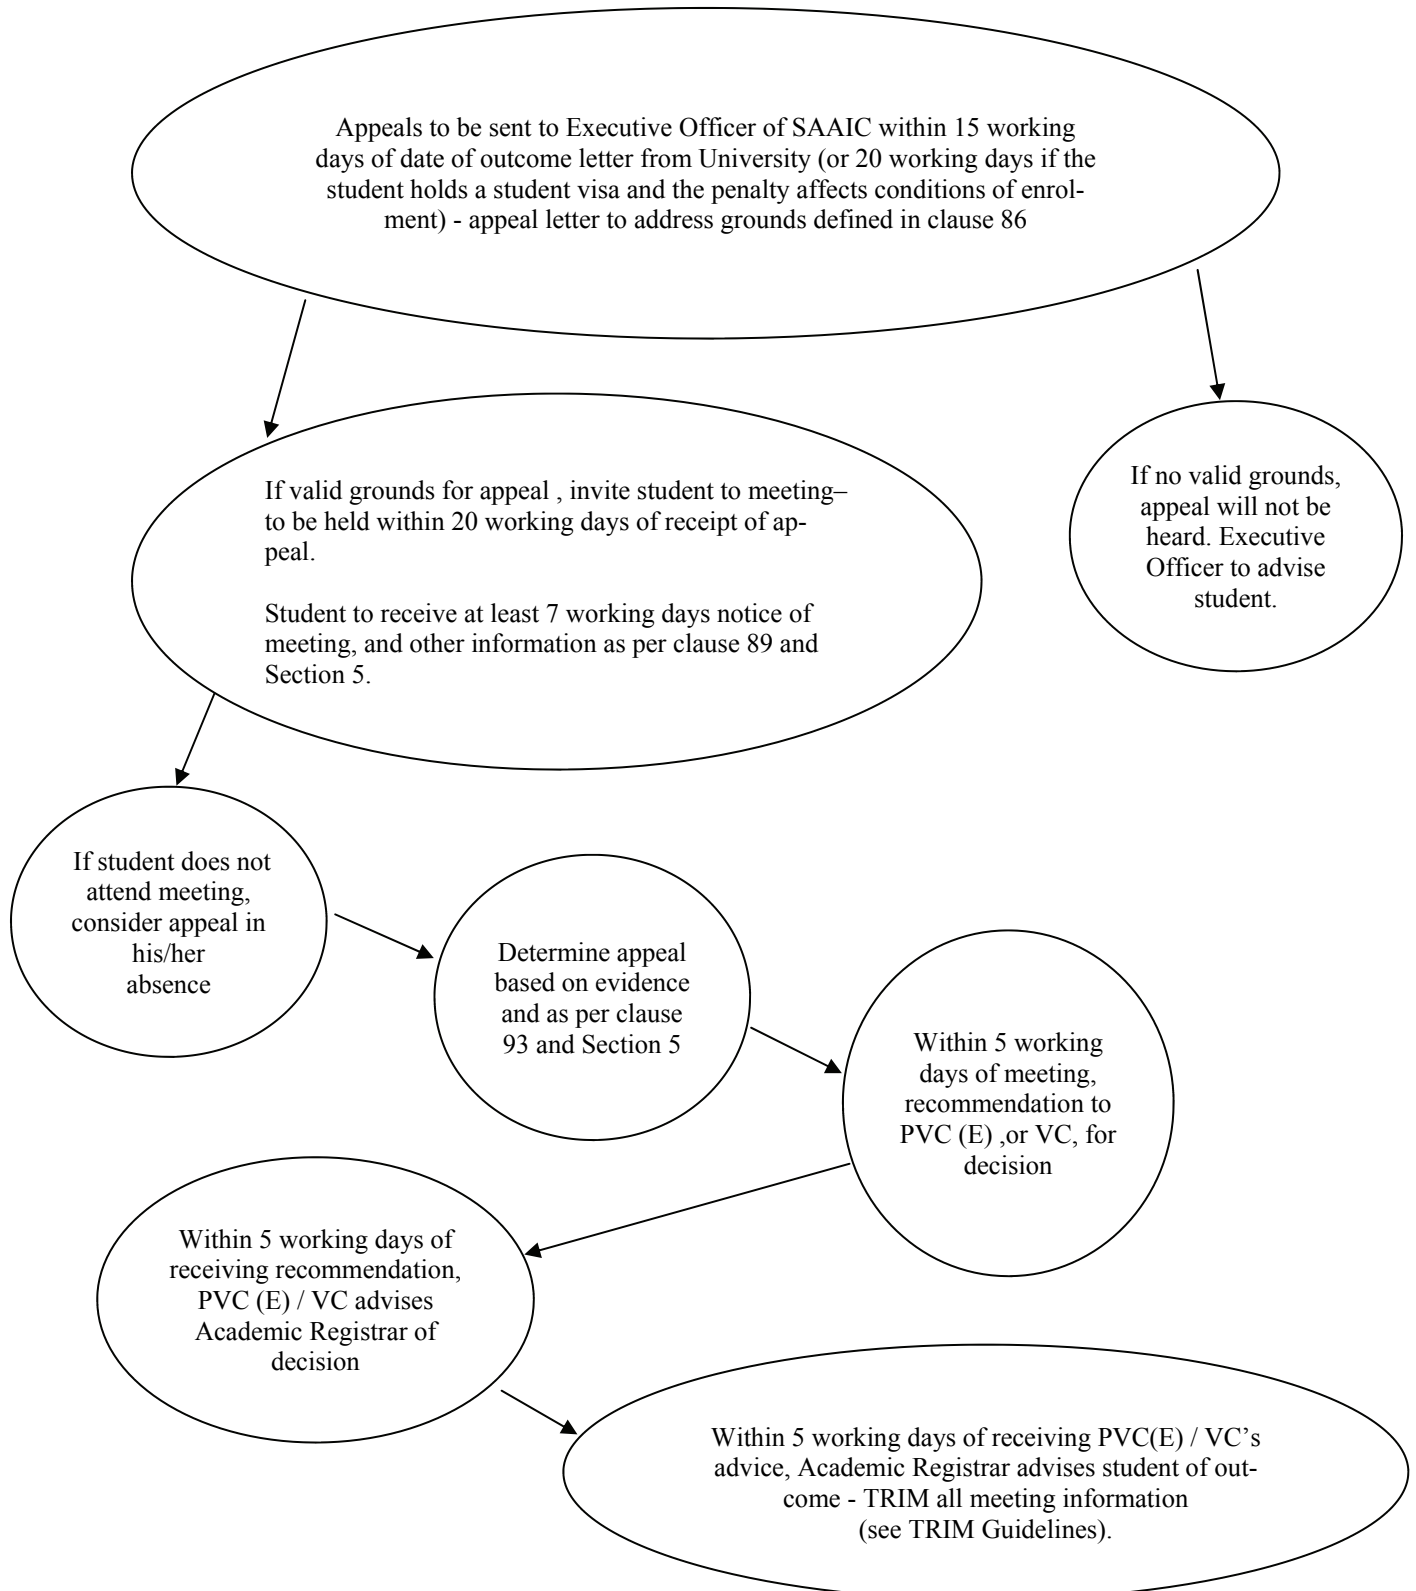 Appeals to be sent to Executive Officer of SAAIC within 15 working
days of date of outcome letter from University (or 20 working days if the
student holds a student visa and the penalty affects conditions of enrol-
ment) - appeal letter to address grounds defined in clause 86
If valid grounds for appeal , invite student to meeting–
to be held within 20 working days of receipt of ap-
peal.
Student to receive at least 7 working days notice of
meeting, and other information as per clause 89 and
Section 5.
If no valid grounds,
appeal will not be
heard. Executive
Officer to advise
student.
If student does not
attend meeting,
consider appeal in
his/her
absence
Determine appeal
based on evidence
and as per clause
93 and Section 5
Within 5 working
days of meeting,
recommendation to
PVC (E) ,or VC, for
decision
Within 5 working days of
receiving recommendation,
PVC (E) / VC advises
Academic Registrar of
decision
Within 5 working days of receiving PVC(E) / VC’s
advice, Academic Registrar advises student of out-
come - TRIM all meeting information
(see TRIM Guidelines).